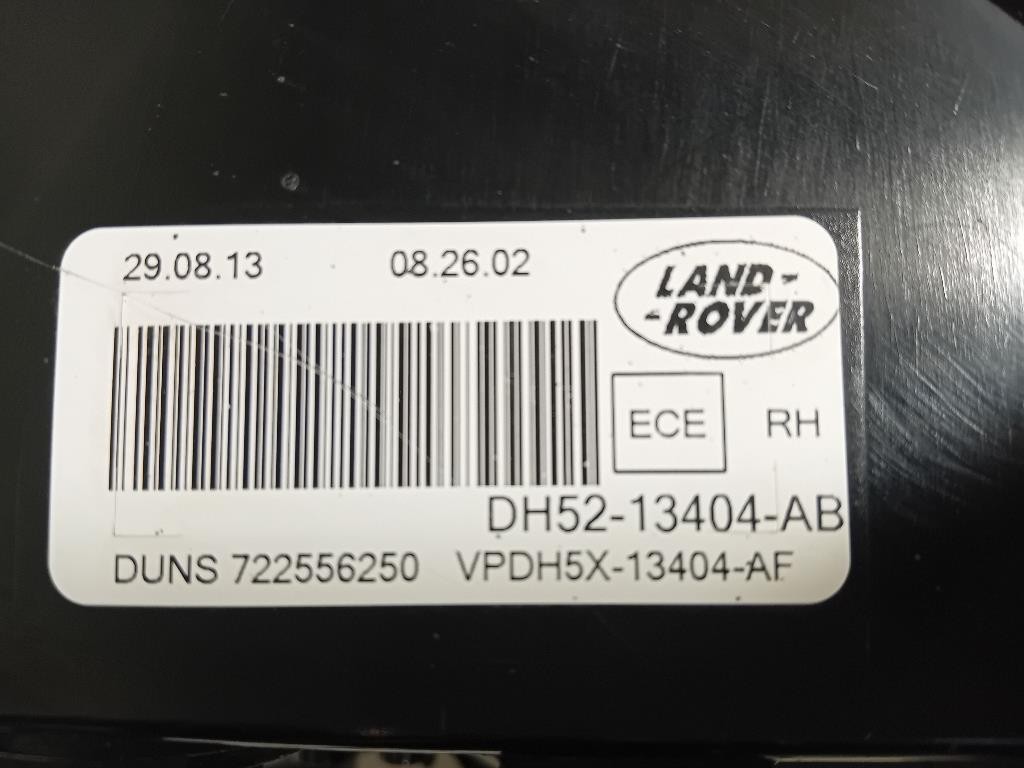 29.08.13 08.26.02
LAND-
-ROVER
ECE RH
DH52-13404-AB
DUNS 722556250 VPDH5X-13404-AF